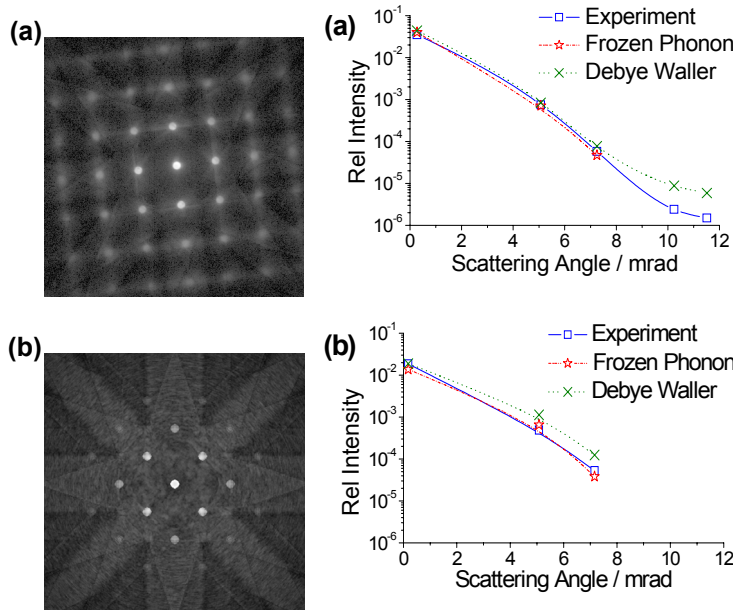 (a)
(a)
Rel Intensity
10-1
10-2
10-3
10-4
10-5
10-6
0 2 4 6 8 10 12
Scattering Angle / mrad
Experiment
Frozen Phonon
Debye Waller
(b)
(b)
Rel Intensity
10-1
10-2
10-3
10-4
10-5
10-6
0 2 4 6 8 10 12
Scattering Angle / mrad
Experiment
Frozen Phonon
Debye Waller